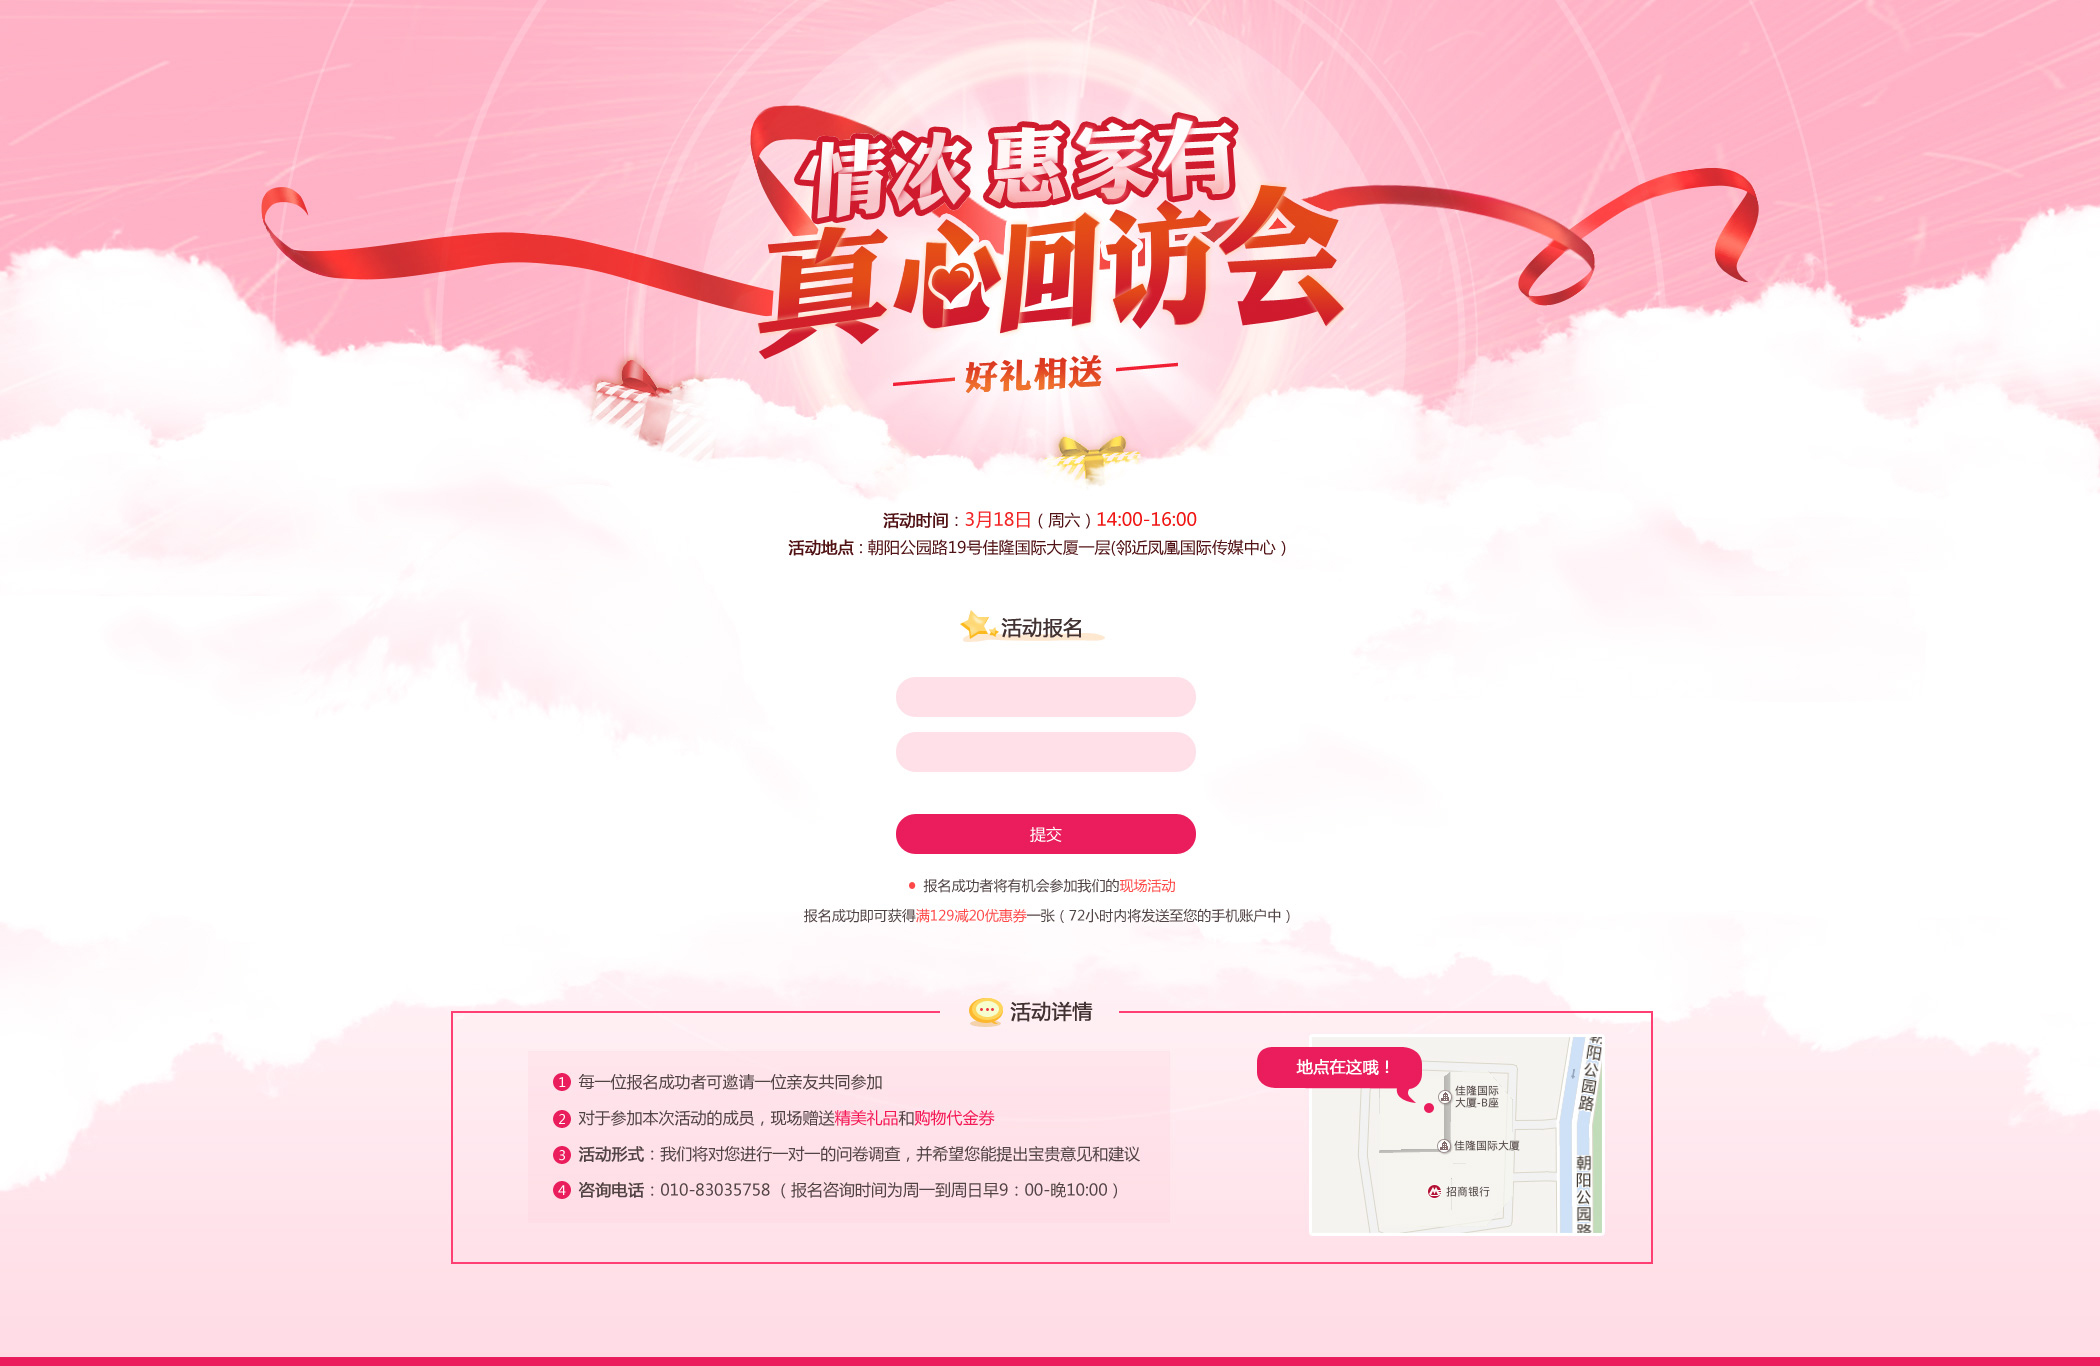 情浓 惠家有
真心回访会
好礼相送
活动时间：3月18日（周六）14:00-16:00
活动地点：朝阳公园路19号佳隆国际大厦一层(邻近凤凰国际传媒中心）
活动报名
提交
• 报名成功者将有机会参加我们的现场活动
报名成功即可获得满129减20优惠券一张（72小时内将发送至您的手机账户中）
活动详情
1 每一位报名成功者可邀请一位亲友共同参加
2 对于参加本次活动的成员，现场赠送精美礼品和购物代金券
3 活动形式：我们将对您进行一对一的问卷调查，并希望您能提出宝贵意见和建议
4 咨询电话：010-83035758（报名咨询时间为周一到周日早9：00-晚10:00）
地点在这哦！
佳隆国际
大厦-B座
佳隆国际大厦
招商银行
朝阳公园路
朝阳公园路